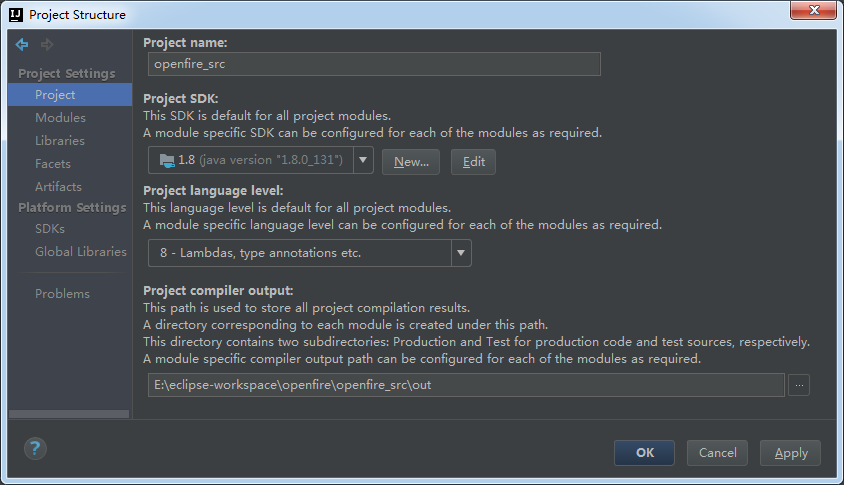 IJ Project Structure
Project Settings
Project
Modules
Libraries
Facets
Artifacts
Platform Settings
SDKs
Global Libraries
Problems
Project name:
openfire_src
Project SDK:
This SDK is default for all project modules.
A module specific SDK can be configured for each of the modules as required.
1.8 (java version "1.8.0_131") New... Edit
Project language level:
This language level is default for all project modules.
A module specific language level can be configured for each of the modules as required.
8 - Lambdas, type annotations etc.
Project compiler output:
This path is used to store all project compilation results.
A directory corresponding to each module is created under this path.
This directory contains two subdirectories: Production and Test for production code and test sources, respectively.
A module specific compiler output path can be configured for each of the modules as required.
E:\eclipse-workspace\openfire\openfire_src\out ...
? OK Cancel Apply